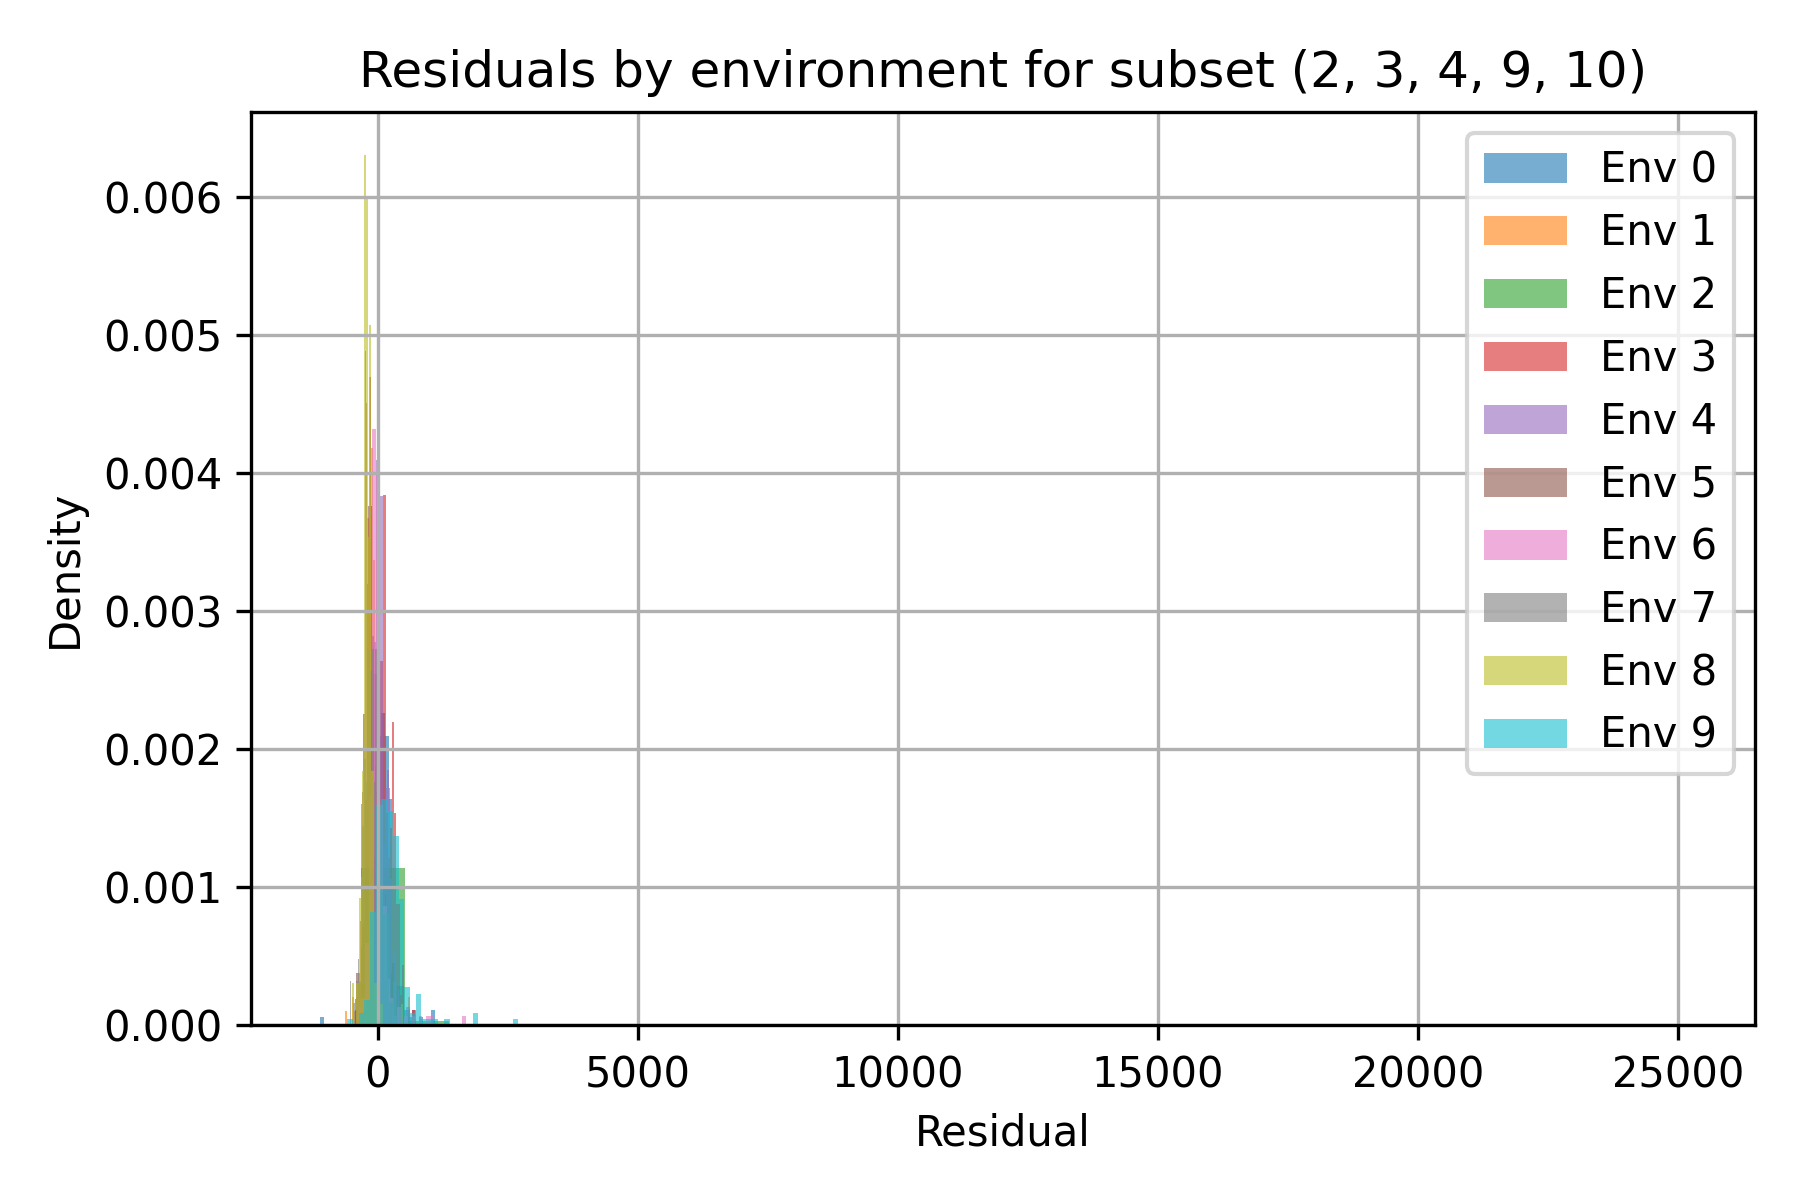 Residuals by environment for subset (2, 3, 4, 9, 10)
Density
0.006
0.005
0.004
0.003
0.002
0.001
0.000
0
5000
10000
15000
20000
25000
Residual
Env 0
Env 1
Env 2
Env 3
Env 4
Env 5
Env 6
Env 7
Env 8
Env 9